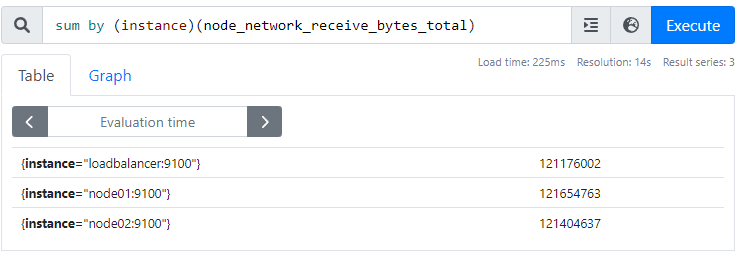 sum by (instance)(node_network_receive_bytes_total) Execute
Load time: 225ms Resolution: 14s Result series: 3
Table Graph
Evaluation time
{instance="loadbalancer:9100"} 121176002
{instance="node01:9100"} 121654763
{instance="node02:9100"} 121404637